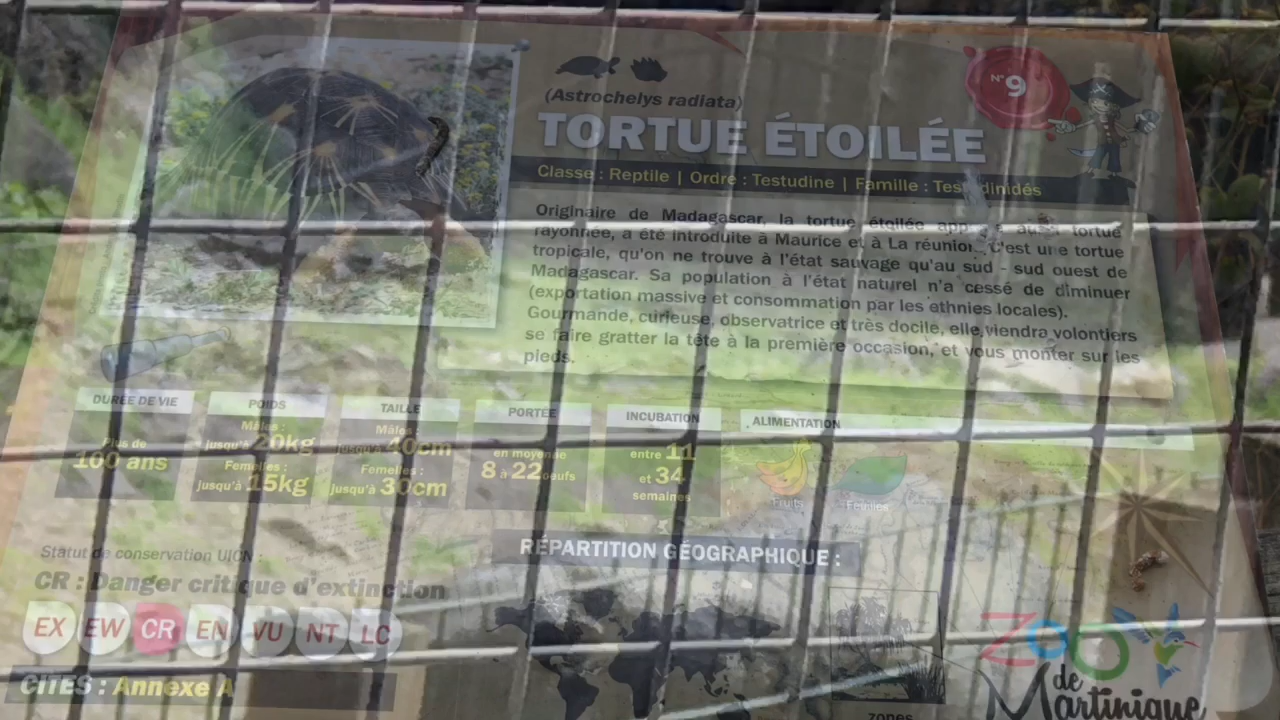 N° 9
(Astrochelys radiata)
TORTUE ÉTOILÉE
Classe : Reptile | Ordre : Testudine | Famille : Testudinidés
Originaire de Madagascar, la tortue étoilée aussi tortue
rayonnée, a été introduite à Maurice et à La réunion. C'est une tortue
tropicale, qu'on ne trouve à l'état sauvage qu'au sud - sud ouest de
Madagascar. Sa population à l'état naturel n'a cessé de diminuer
(exportation massive et consommation par les ethnies locales).
Gourmande, curieuse, observatrice et très docile, elle viendra volontiers
se faire gratter la tête à la première occasion, et vous monter sur les
pieds.
DURÉE DE VIE
Plus de
100 ans
POIDS
Mâles :
jusqu'à 20kg
Femelles :
jusqu'à 15kg
TAILLE
Mâles :
jusqu'à 40cm
Femelles :
jusqu'à 30cm
PORTÉE
en moyenne
8 à 22 oeufs
INCUBATION
entre 11
et 34
semaines
ALIMENTATION
Fruits
Feuilles
Statut de conservation UICN :
CR : Danger critique d'extinction
EX EW CR EN VU NT LC
CITES : Annexe A
RÉPARTITION GÉOGRAPHIQUE :
zones
ZOO
de
Martinique